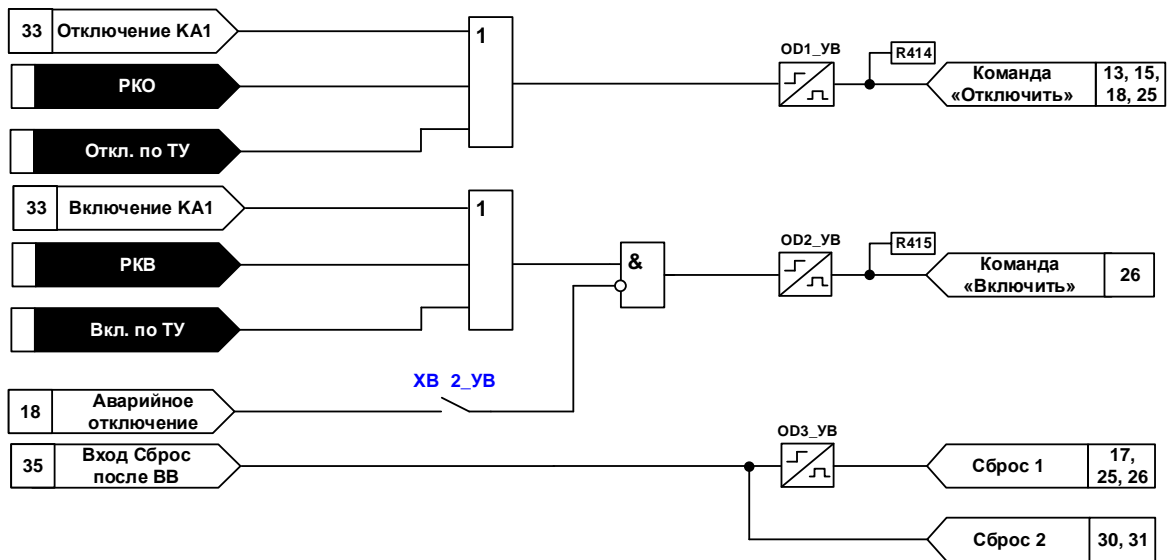 33 Отключение КА1
1
OD1_УВ
R414
Команда
«Отключить»
13, 15,
18, 25
РКО
Откл. по ТУ
33 Включение КА1
1
РКВ
&
OD2_УВ
R415
Команда
«Включить»
26
Вкл. по ТУ
XB 2_УВ
18
Аварийное
отключение
35
Вход Сброс
после ВВ
OD3_УВ
Сброс 1
17,
25, 26
Сброс 2
30, 31